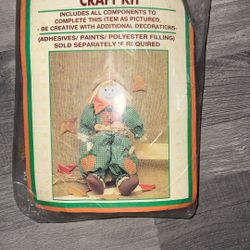 CRAFT KIT
INCLUDES ALL COMPONENTS TO
COMPLETE THIS ITEM AS PICTURED.
- BE CREATIVE WITH ADDITIONAL DECORATIONS-
(ADHESIVES/ PAINTS/ POLYESTER FILLING)
SOLD SEPARATELY IF REQUIRED